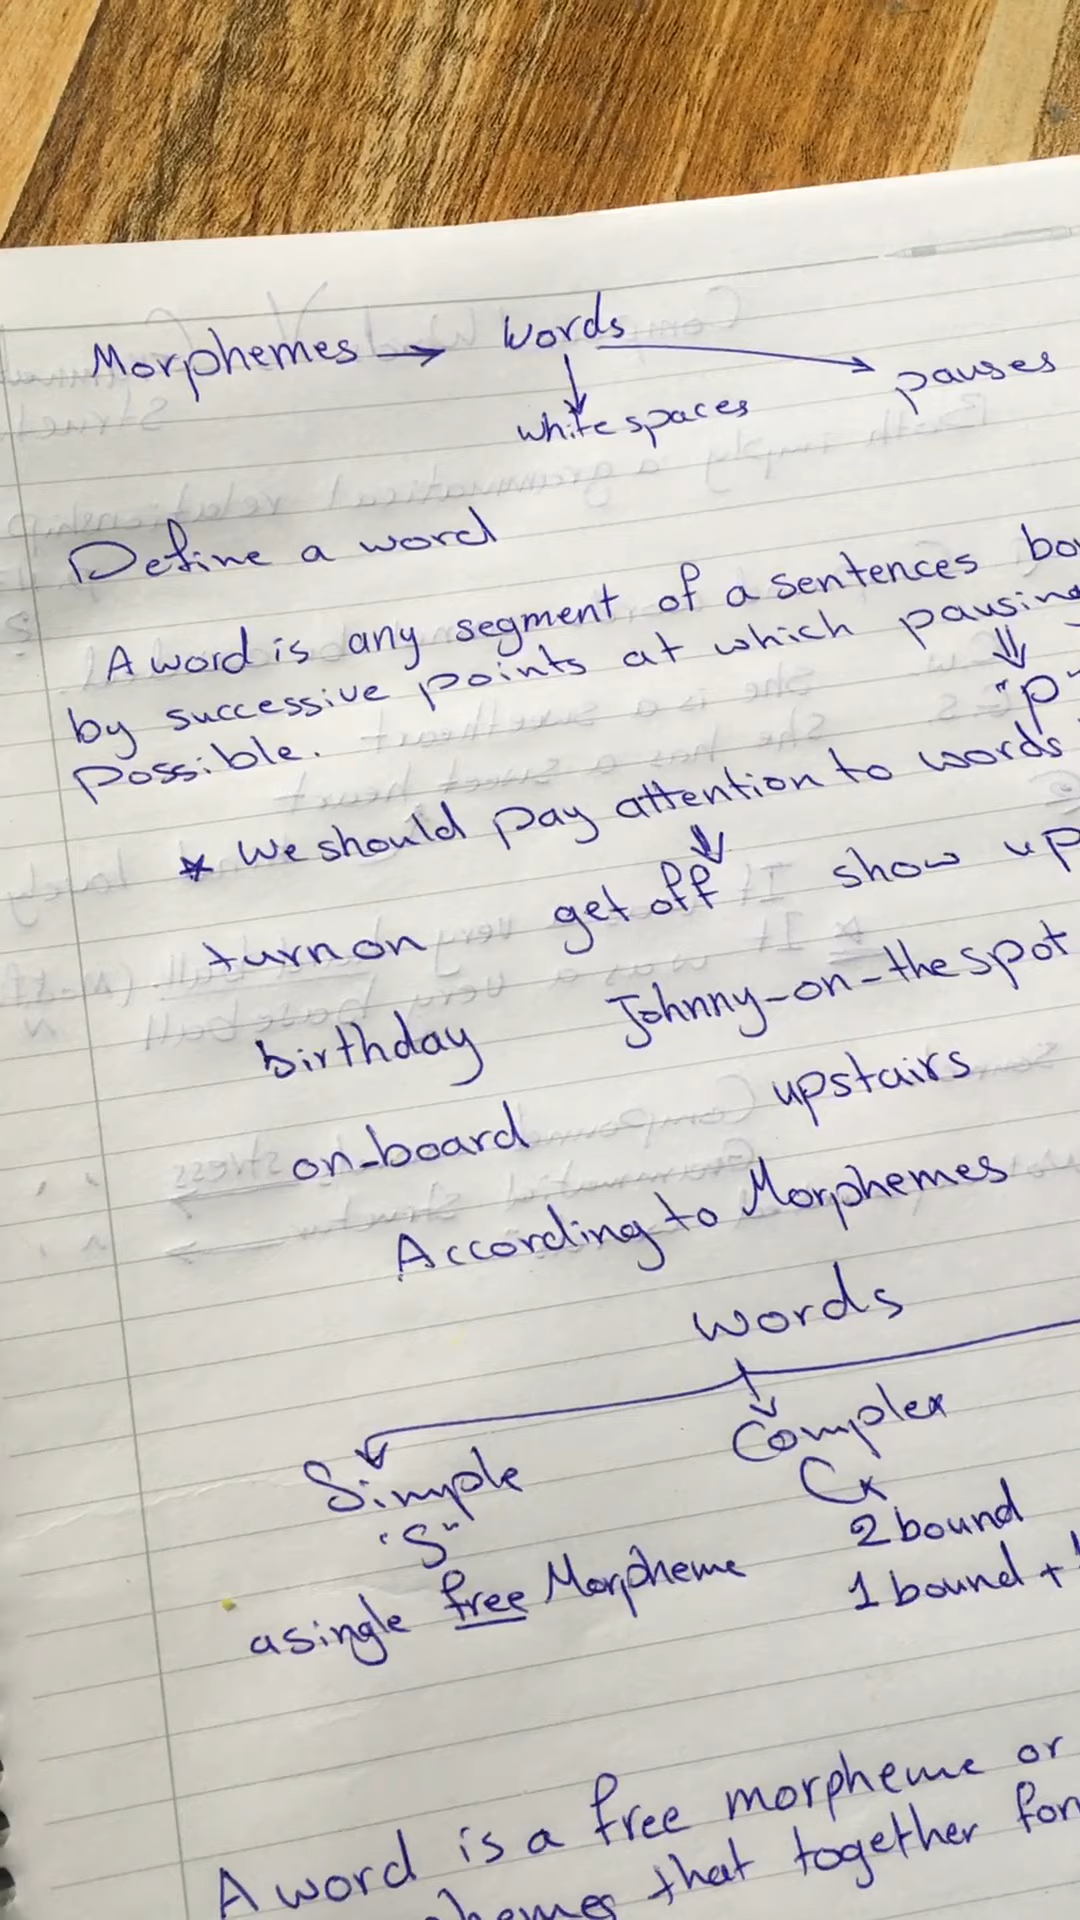 Morphemes → words
white spaces
pauses
Define a word
A word is any segment of a sentences bo
by successive points at which pausing
"P"
possible.
* we should pay attention to words
turn on get off show up
birthday Johnny-on-the spot
on-board upstairs
According to Morphemes
words
Simple Complex
"S" Cx
2 bound
a single free Morpheme 1 bound +
A word is a free morpheme or
that together for